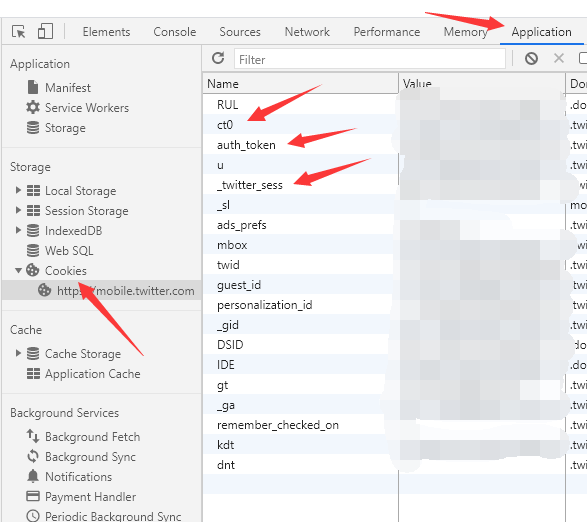 Elements Console Sources Network Performance Memory Application
Application
Manifest
Service Workers
Storage
Storage
Local Storage
Session Storage
IndexedDB
Web SQL
Cookies
https://mobile.twitter.com
Cache
Cache Storage
Application Cache
Background Services
Background Fetch
Background Sync
Notifications
Payment Handler
Periodic Background Sync
Filter
Name Value Do
RUL .do
ct0 .twi
auth_token .twi
u .twi
_twitter_sess .twi
_sl mo
ads_prefs .twi
mbox .twi
twid .twi
guest_id .twi
personalization_id .twi
_gid .twi
DSID .do
IDE .do
gt .twi
_ga .twi
remember_checked_on .twi
kdt .twi
dnt .twi